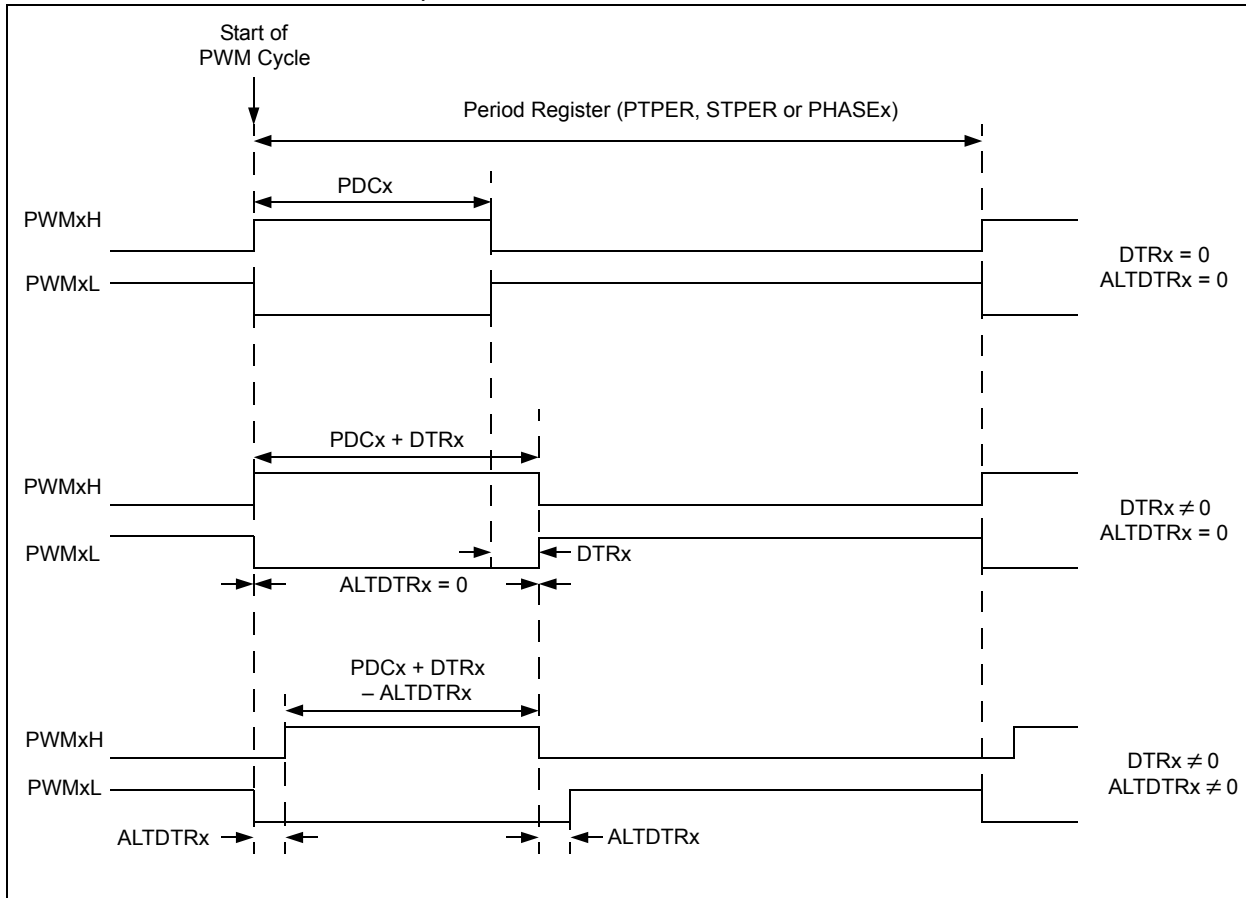 Start of
PWM Cycle
Period Register (PTPER, STPER or PHASEx)
PDCx
PWMxH
PWMxL
DTRx = 0
ALTDTRx = 0
PDCx + DTRx
PWMxH
PWMxL
DTRx
ALTDTRx = 0
DTRx ≠ 0
ALTDTRx = 0
PDCx + DTRx
– ALTDTRx
PWMxH
PWMxL
DTRx ≠ 0
ALTDTRx ≠ 0
ALTDTRx
ALTDTRx